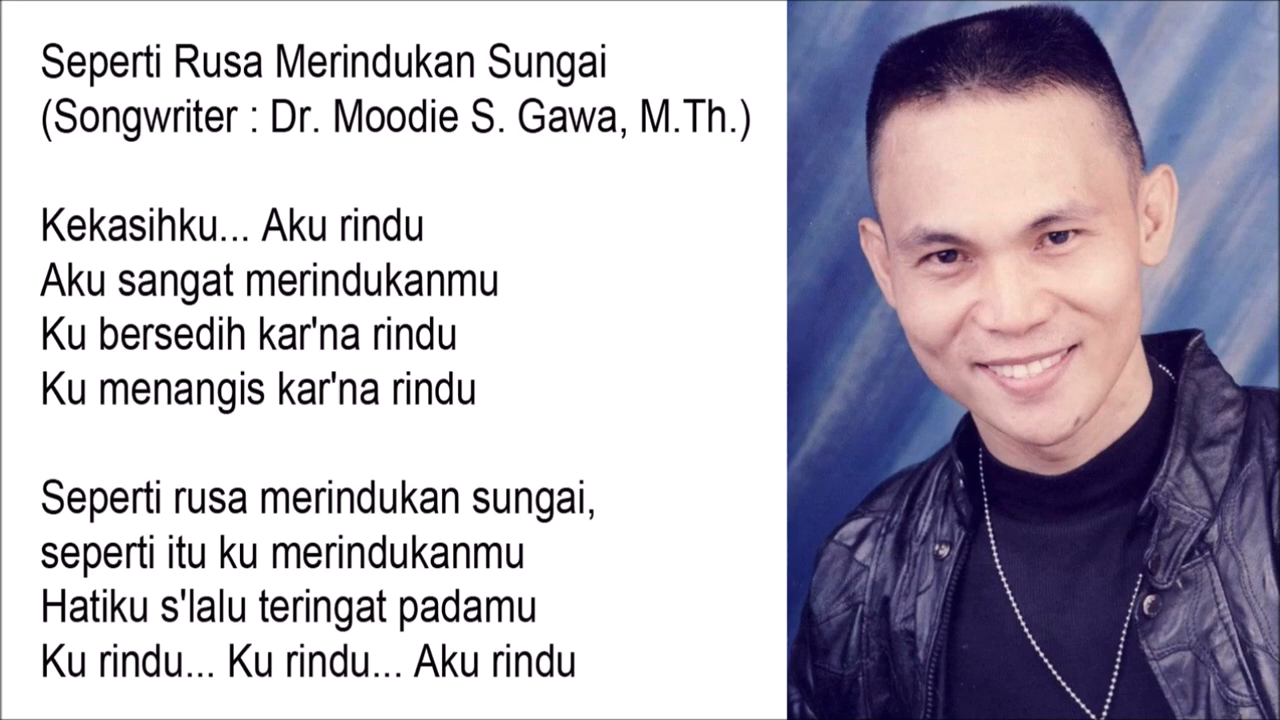 Seperti Rusa Merindukan Sungai
(Songwriter : Dr. Moodie S. Gawa, M.Th.)
Kekasihku... Aku rindu
Aku sangat merindukanmu
Ku bersedih kar'na rindu
Ku menangis kar'na rindu
Seperti rusa merindukan sungai,
seperti itu ku merindukanmu
Hatiku s'lalu teringat padamu
Ku rindu... Ku rindu... Aku rindu